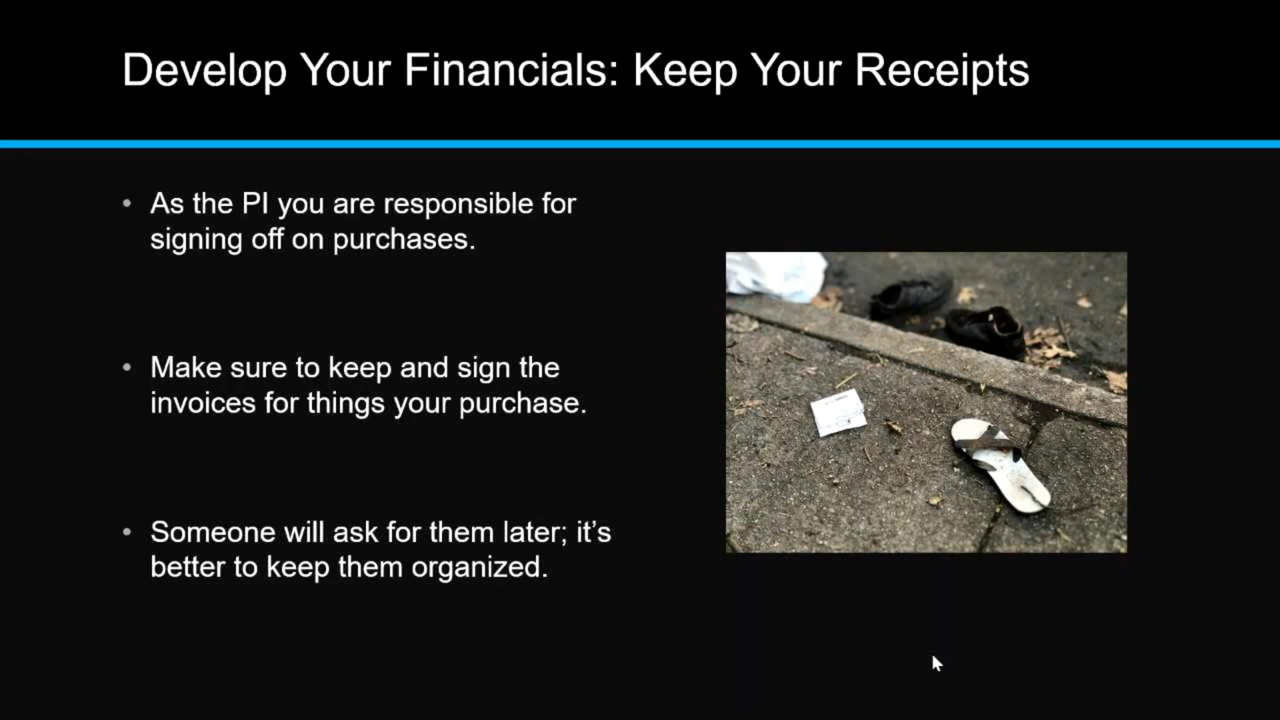 Develop Your Financials: Keep Your Receipts
• As the PI you are responsible for
signing off on purchases.
• Make sure to keep and sign the
invoices for things your purchase.
• Someone will ask for them later; it’s
better to keep them organized.